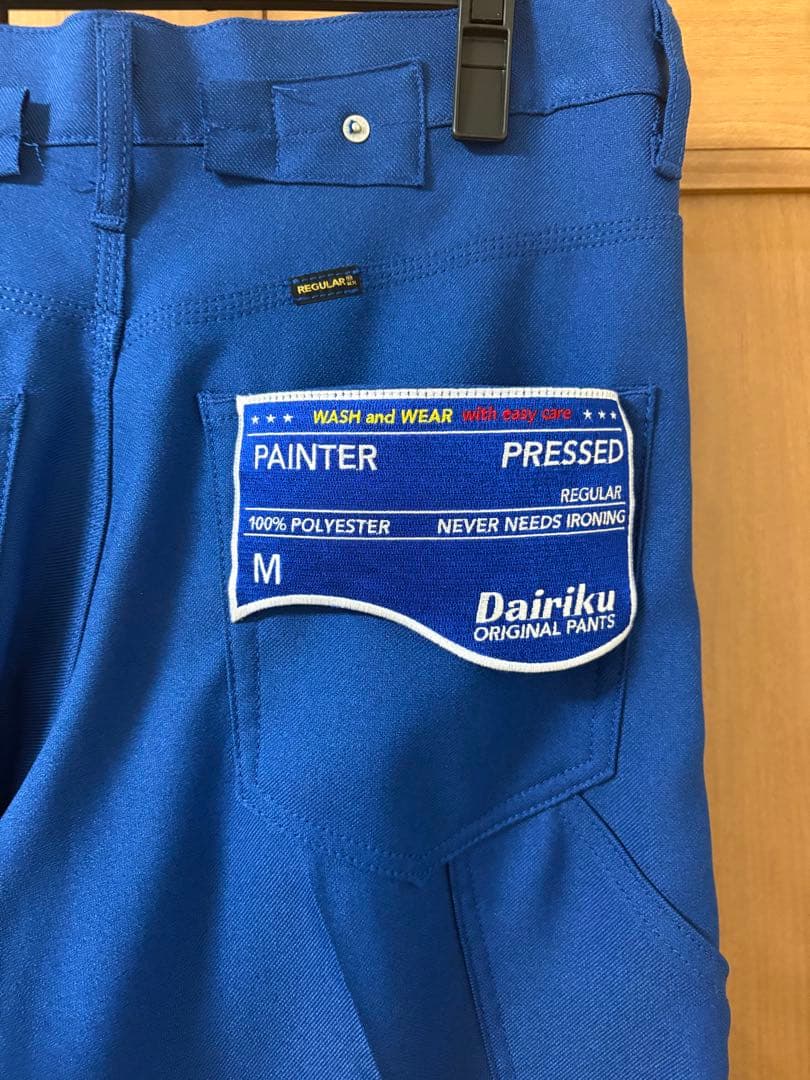 REGULAR
★ ★ ★ WASH and WEAR with easy care ★ ★ ★
PAINTER PRESSED
REGULAR
100% POLYESTER NEVER NEEDS IRONING
M
Dairiku
ORIGINAL PANTS